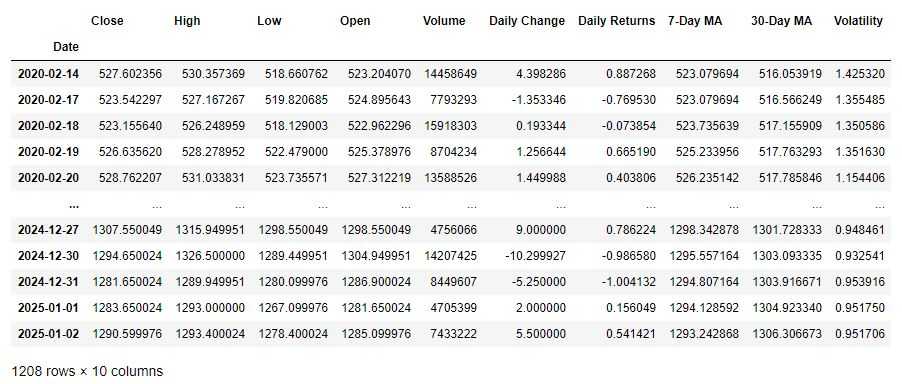 Close High Low Open Volume Daily Change Daily Returns 7-Day MA 30-Day MA Volatility
Date
2020-02-14 527.602356 530.357369 518.660762 523.204070 14458649 4.398286 0.887268 523.079694 516.053919 1.425320
2020-02-17 523.542297 527.167267 519.820685 524.895643 7793293 -1.353346 -0.769530 523.079694 516.566249 1.355485
2020-02-18 523.155640 526.248959 518.129003 522.962296 15918303 0.193344 -0.073854 523.735639 517.155909 1.350586
2020-02-19 526.635620 528.278952 522.479000 525.378976 8704234 1.256644 0.665190 525.233956 517.763293 1.351630
2020-02-20 528.762207 531.033831 523.735571 527.312219 13588526 1.449988 0.403806 526.235142 517.785846 1.154406
... ... ... ... ... ... ... ... ... ... ...
2024-12-27 1307.550049 1315.949951 1298.550049 1298.550049 4756066 9.000000 0.786224 1298.342878 1301.728333 0.948461
2024-12-30 1294.650024 1326.500000 1289.449951 1304.949951 14207425 -10.299927 -0.986580 1295.557164 1303.093335 0.932541
2024-12-31 1281.650024 1289.949951 1280.099976 1286.900024 8449607 -5.250000 -1.004132 1294.807164 1303.916671 0.953916
2025-01-01 1283.650024 1293.000000 1267.099976 1281.650024 4705399 2.000000 0.156049 1294.128592 1304.923340 0.951750
2025-01-02 1290.599976 1293.400024 1278.400024 1285.099976 7433222 5.500000 0.541421 1293.242868 1306.306673 0.951706
1208 rows × 10 columns